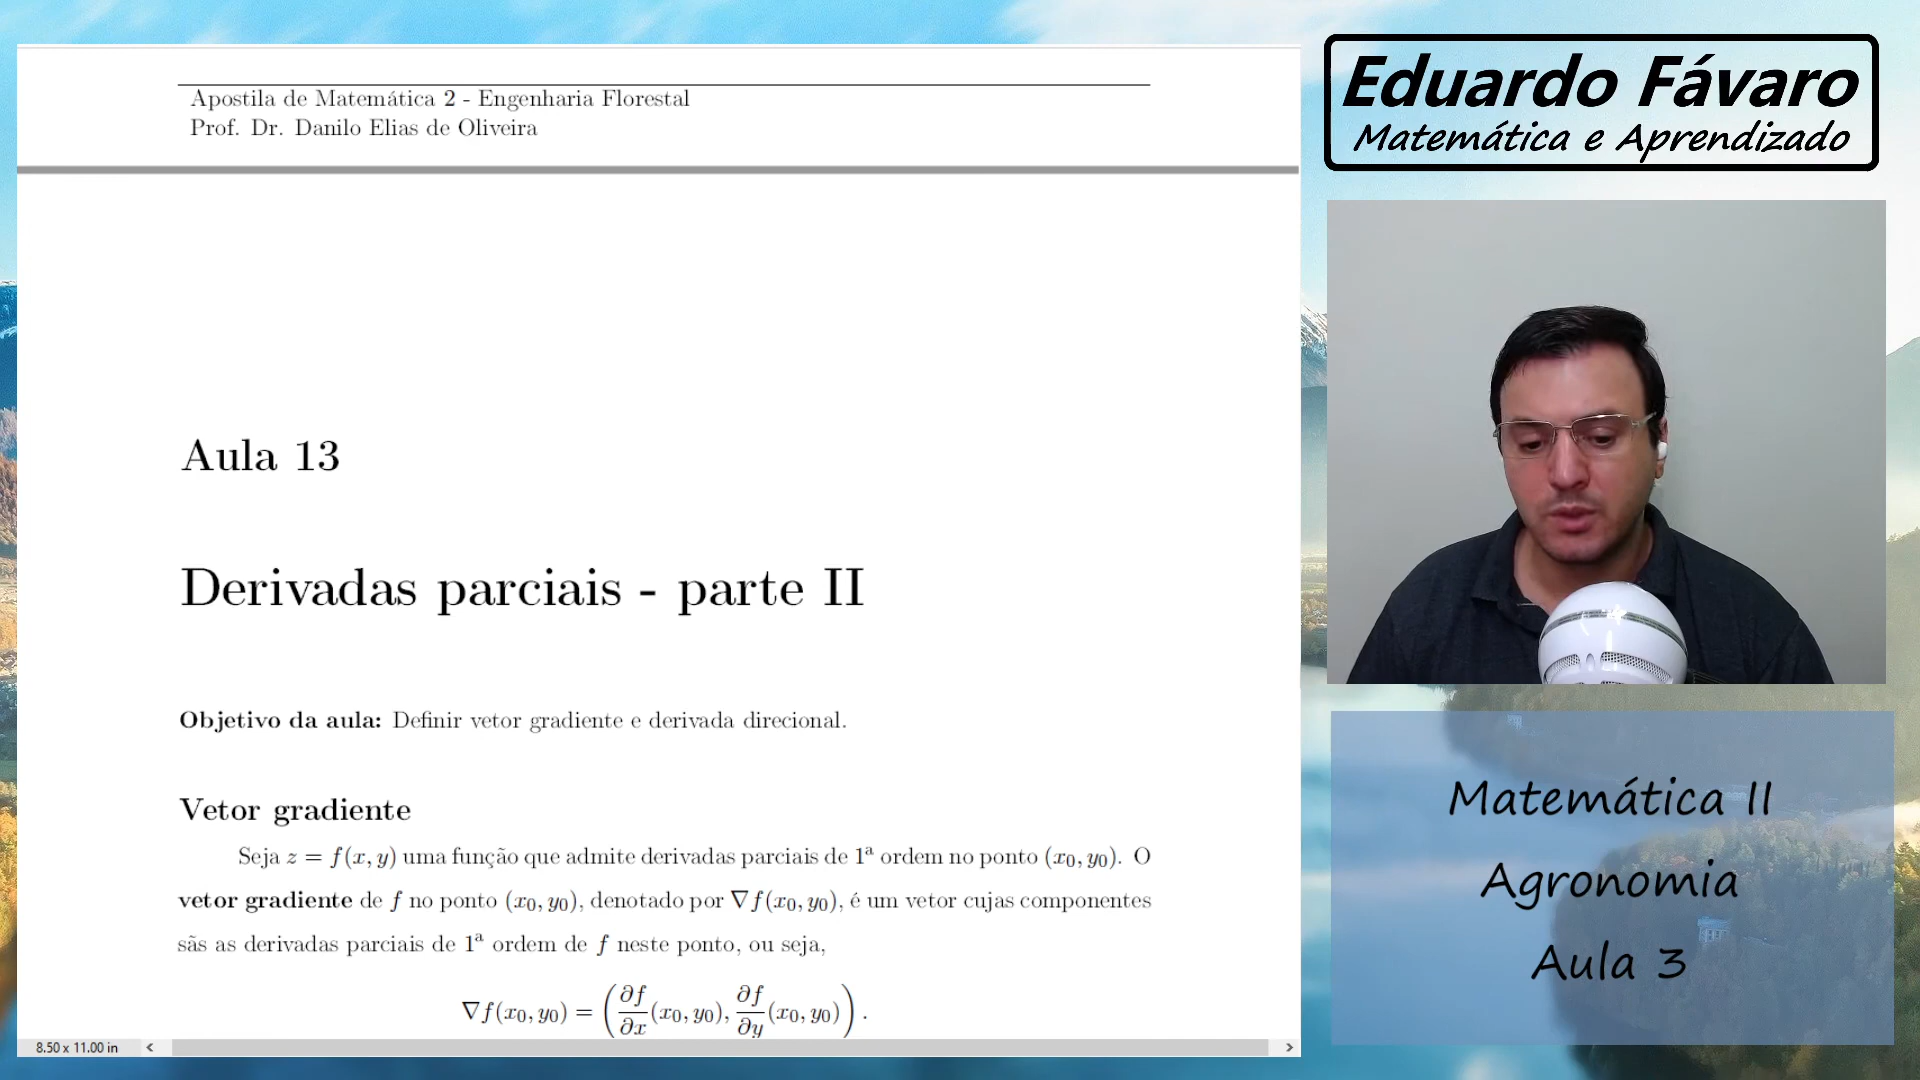 Apostila de Matemática 2 - Engenharia Florestal
Prof. Dr. Danilo Elias de Oliveira
Aula 13
Derivadas parciais - parte II
Objetivo da aula: Definir vetor gradiente e derivada direcional.
Vetor gradiente
Seja z = f(x, y) uma função que admite derivadas parciais de 1ª ordem no ponto (x₀, y₀). O
vetor gradiente de f no ponto (x₀, y₀), denotado por ∇f(x₀, y₀), é um vetor cujas componentes
sãs as derivadas parciais de 1ª ordem de f neste ponto, ou seja,
∇f(x₀, y₀) = (∂f/∂x (x₀, y₀), ∂f/∂y (x₀, y₀)).
8.50 x 11.00 in
Eduardo Fávaro
Matemática e Aprendizado
Matemática II
Agronomia
Aula 3